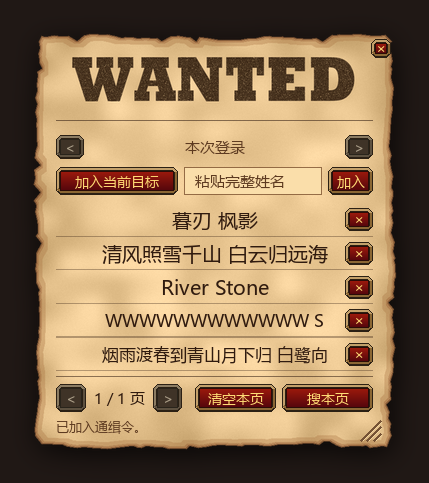 WANTED
×
< 本次登录 >
加入当前目标 粘贴完整姓名 加入
暮刃 枫影 ×
清风照雪千山 白云归远海 ×
River Stone ×
WWWWWWWWWWWW S ×
烟雨渡春到青山月下归 白鹭向 ×
< 1 / 1 页 > 清空本页 搜本页
已加入通缉令。